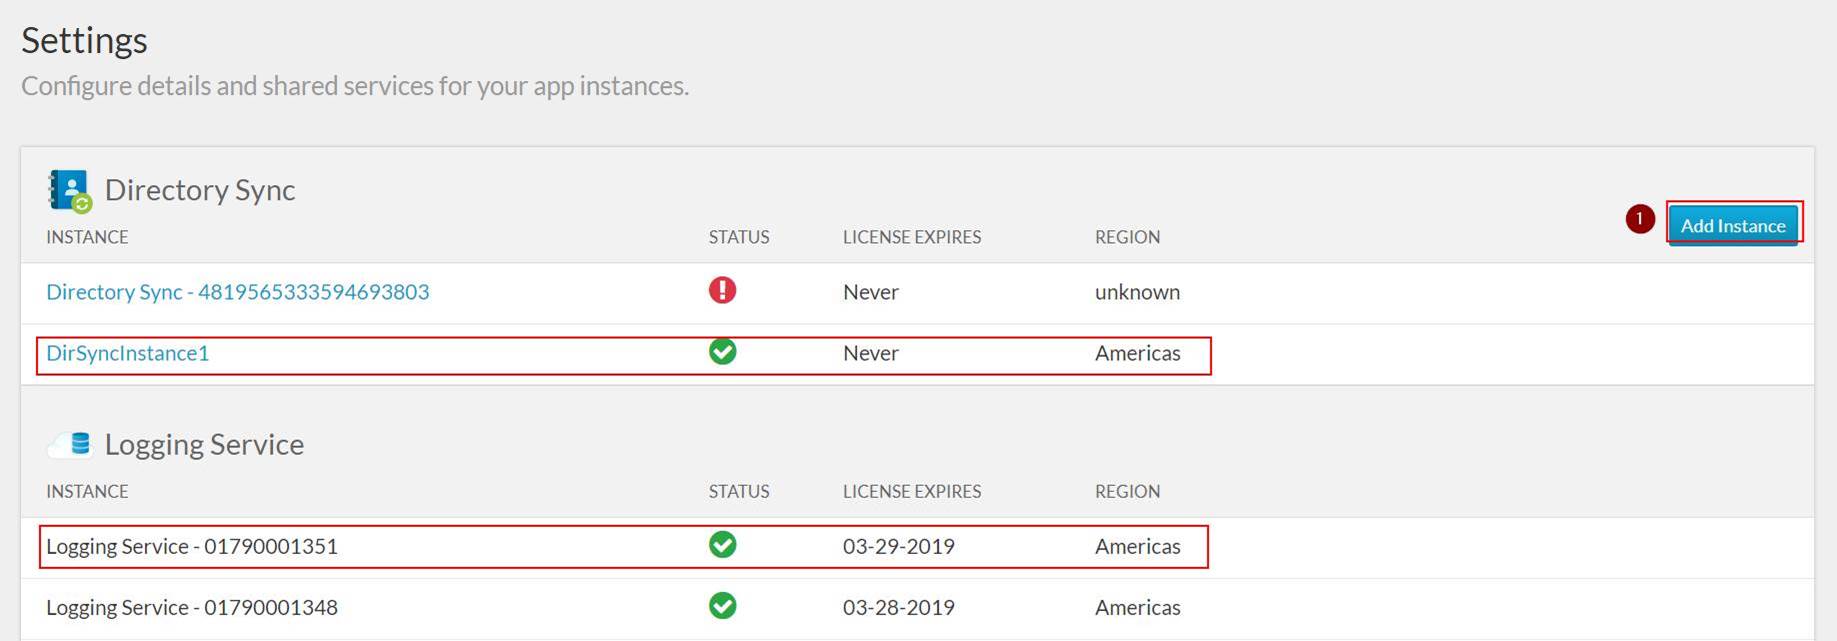 Settings
Configure details and shared services for your app instances.
Directory Sync
1 Add Instance
INSTANCE STATUS LICENSE EXPIRES REGION
Directory Sync - 4819565333594693803 Never unknown
DirSyncInstance1 Never Americas
Logging Service
INSTANCE STATUS LICENSE EXPIRES REGION
Logging Service - 01790001351 03-29-2019 Americas
Logging Service - 01790001348 03-28-2019 Americas